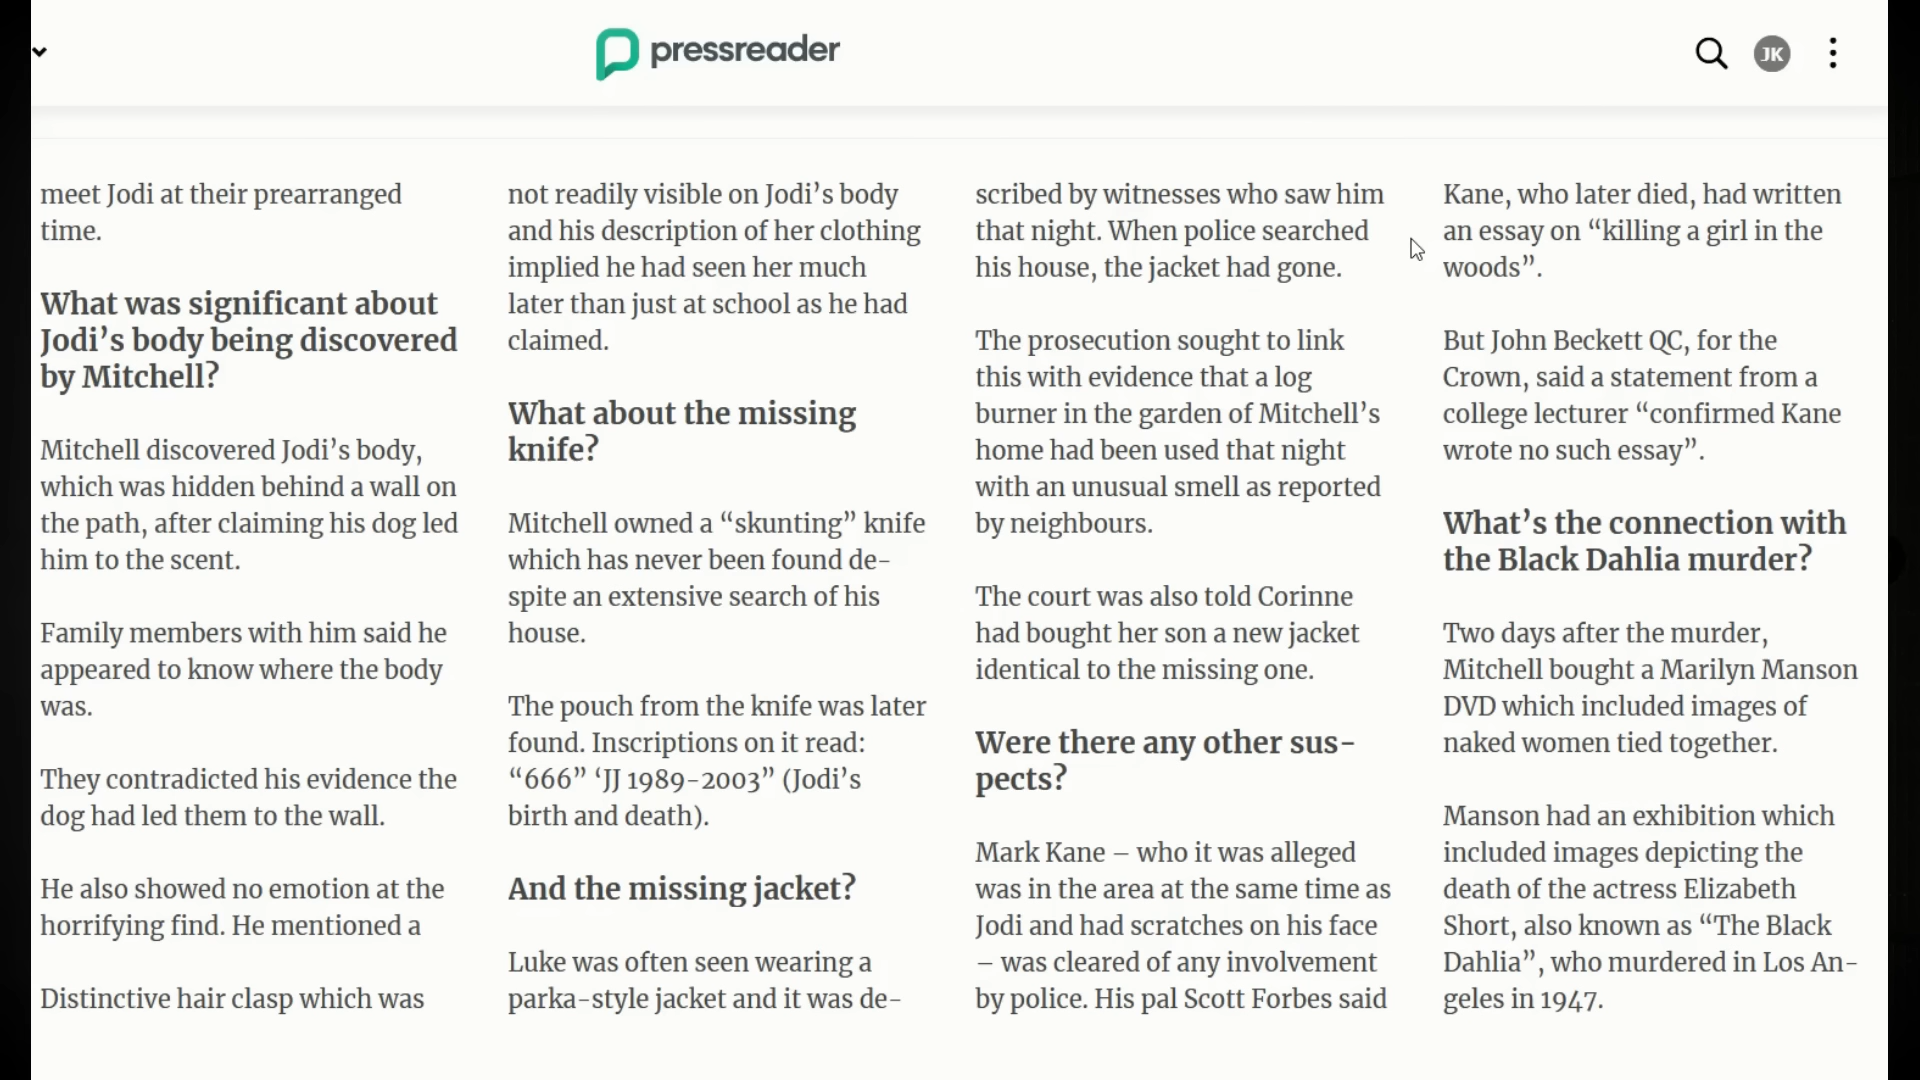 pressreader
JK
meet Jodi at their prearranged
time.
What was significant about
Jodi’s body being discovered
by Mitchell?
Mitchell discovered Jodi’s body,
which was hidden behind a wall on
the path, after claiming his dog led
him to the scent.
Family members with him said he
appeared to know where the body
was.
They contradicted his evidence the
dog had led them to the wall.
He also showed no emotion at the
horrifying find. He mentioned a
Distinctive hair clasp which was
not readily visible on Jodi’s body
and his description of her clothing
implied he had seen her much
later than just at school as he had
claimed.
What about the missing
knife?
Mitchell owned a “skunting” knife
which has never been found de-
spite an extensive search of his
house.
The pouch from the knife was later
found. Inscriptions on it read:
“666” ‘JJ 1989-2003” (Jodi’s
birth and death).
And the missing jacket?
Luke was often seen wearing a
parka-style jacket and it was de-
scribed by witnesses who saw him
that night. When police searched
his house, the jacket had gone.
The prosecution sought to link
this with evidence that a log
burner in the garden of Mitchell’s
home had been used that night
with an unusual smell as reported
by neighbours.
The court was also told Corinne
had bought her son a new jacket
identical to the missing one.
Were there any other sus-
pects?
Mark Kane – who it was alleged
was in the area at the same time as
Jodi and had scratches on his face
– was cleared of any involvement
by police. His pal Scott Forbes said
Kane, who later died, had written
an essay on “killing a girl in the
woods”.
But John Beckett QC, for the
Crown, said a statement from a
college lecturer “confirmed Kane
wrote no such essay”.
What’s the connection with
the Black Dahlia murder?
Two days after the murder,
Mitchell bought a Marilyn Manson
DVD which included images of
naked women tied together.
Manson had an exhibition which
included images depicting the
death of the actress Elizabeth
Short, also known as “The Black
Dahlia”, who murdered in Los An-
geles in 1947.